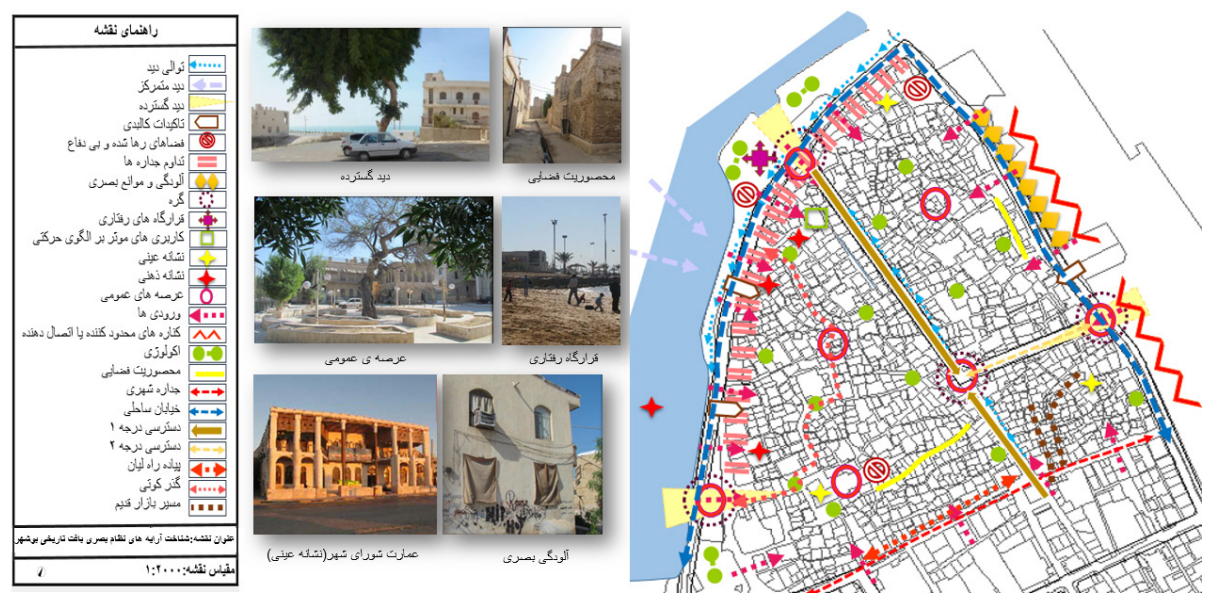 راهنمای نقشه
توالی دید
دید متمرکز
دید گسترده
تاکیدات کالبدی
فضاهای رها شده و بی دفاع
تداوم جداره ها
آلودگی و موانع بصری
گره
قرارگاه های رفتاری
کاربری های موثر بر الگوی حرکتی
نشانه عینی
نشانه ذهنی
عرصه های عمومی
ورودی ها
کناره های محدود کننده یا اتصال دهنده
اکولوژی
محصوریت فضایی
جداره شهری
خیابان ساحلی
دسترسی درجه ۱
دسترسی درجه ۲
پیاده راه لیان
گذر کوتی
مسیر بازار قدیم
عنوان نقشه:شناخت آرایه های نظام بصری بافت تاریخی بوشهر
مقیاس نقشه:۱:۲۰۰۰
محصوریت فضایی
دید گسترده
قرارگاه رفتاری
عرصه ی عمومی
آلودگی بصری
عمارت شورای شهر(نشانه عینی)